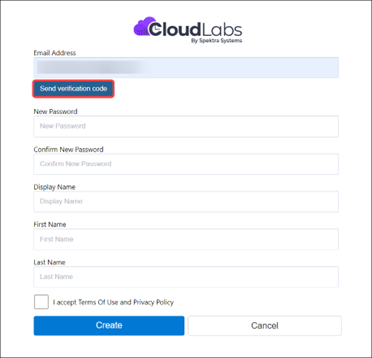 CloudLabs
By Spektra Systems
Email Address
Send verification code
New Password
New Password
Confirm New Password
Confirm New Password
Display Name
Display Name
First Name
First Name
Last Name
Last Name
I accept Terms Of Use and Privacy Policy
Create Cancel